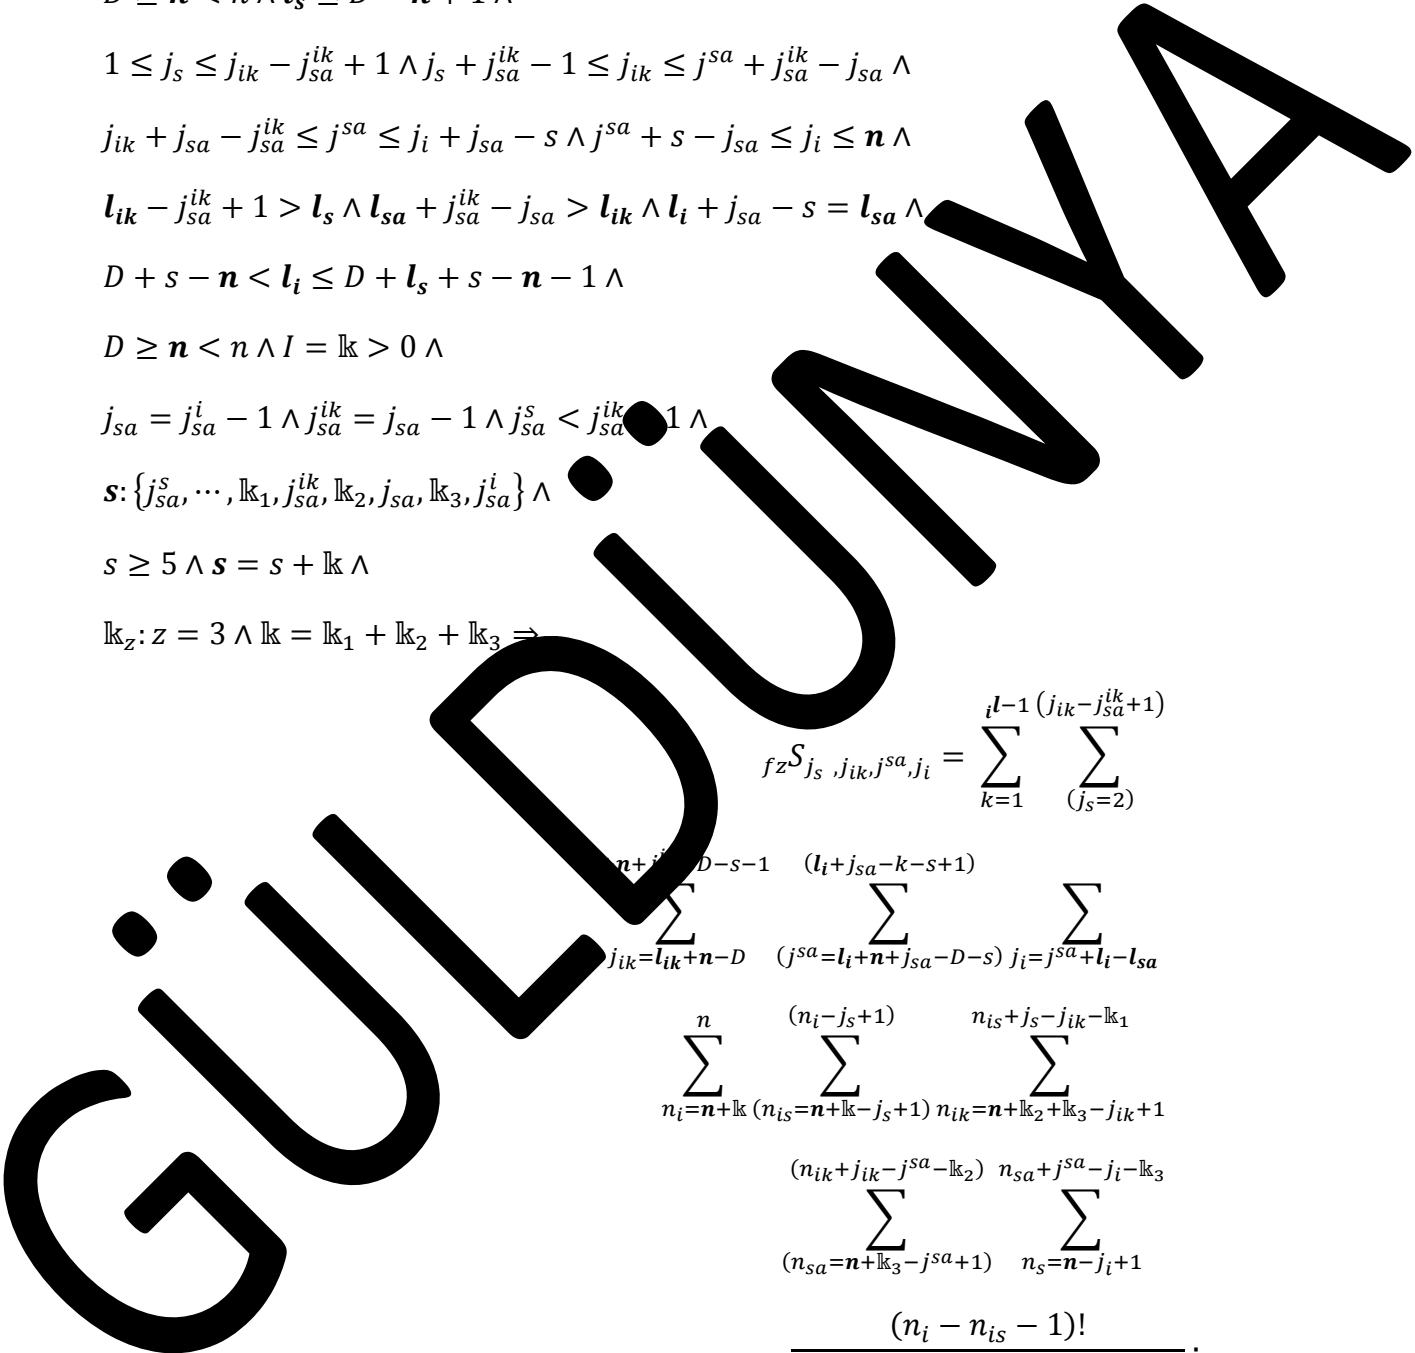 1 ≤ j_s ≤ j_{ik} − j_{sa}^{ik} + 1 ∧ j_s + j_{sa}^{ik} − 1 ≤ j_{ik} ≤ j^{sa} + j_{sa}^{ik} − j_{sa} ∧
j_{ik} + j_{sa} − j_{sa}^{ik} ≤ j^{sa} ≤ j_i + j_{sa} − s ∧ j^{sa} + s − j_{sa} ≤ j_i ≤ n ∧
l_{ik} − j_{sa}^{ik} + 1 > l_s ∧ l_{sa} + j_{sa}^{ik} − j_{sa} > l_{ik} ∧ l_i + j_{sa} − s = l_{sa} ∧
D + s − n < l_i ≤ D + l_s + s − n − 1 ∧
D ≥ n < n ∧ I = 𝕜 > 0 ∧
j_{sa} = j_{sa}^i − 1 ∧ j_{sa}^{ik} = j_{sa} − 1 ∧ j_{sa}^s < j_{sa}^{ik} 1 ∧
s: {j_{sa}^s, ⋯, 𝕜_1, j_{sa}^{ik}, 𝕜_2, j_{sa}, 𝕜_3, j_{sa}^i} ∧
s ≥ 5 ∧ s = s + 𝕜 ∧
𝕜_z: z = 3 ∧ 𝕜 = 𝕜_1 + 𝕜_2 + 𝕜_3 ⇒
_{fz}S_{j_s ,j_{ik},j^{sa},j_i} = ∑_{k=1}^{_il−1} ∑_{(j_s=2)}^{(j_{ik}−j_{sa}^{ik}+1)}
∑_{j_{ik}=l_{ik}+n−D} ∑_{(j^{sa}=l_i+n+j_{sa}−D−s)}^{(l_i+j_{sa}−k−s+1)} ∑_{j_i=j^{sa}+l_i−l_{sa}}
∑_{n_i=n+𝕜}^{n} ∑_{(n_{is}=n+𝕜−j_s+1)}^{(n_i−j_s+1)} ∑_{n_{ik}=n+𝕜_2+𝕜_3−j_{ik}+1}^{n_{is}+j_s−j_{ik}−𝕜_1}
∑_{(n_{sa}=n+𝕜_3−j^{sa}+1)}^{(n_{ik}+j_{ik}−j^{sa}−𝕜_2)} ∑_{n_s=n−j_i+1}^{n_{sa}+j^{sa}−j_i−𝕜_3}
(n_i − n_{is} − 1)!
GÜLDÜNYA